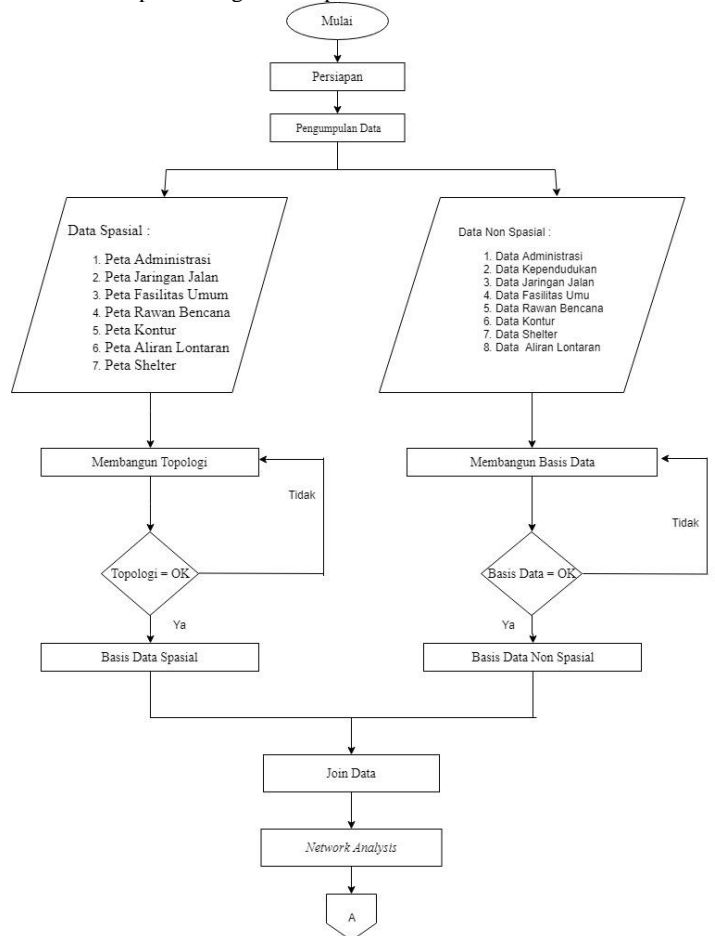 Mulai
Persiapan
Pengumpulan Data
Data Spasial :
1. Peta Administrasi
2. Peta Jaringan Jalan
3. Peta Fasilitas Umum
4. Peta Rawan Bencana
5. Peta Kontur
6. Peta Aliran Lontaran
7. Peta Shelter
Data Non Spasial :
1. Data Administrasi
2. Data Kependudukan
3. Data Jaringan Jalan
4. Data Fasilitas Umu
5. Data Rawan Bencana
6. Data Kontur
7. Data Shelter
8. Data Aliran Lontaran
Membangun Topologi
Tidak
Topologi = OK
Ya
Basis Data Spasial
Membangun Basis Data
Tidak
Basis Data = OK
Ya
Basis Data Non Spasial
Join Data
Network Analysis
A